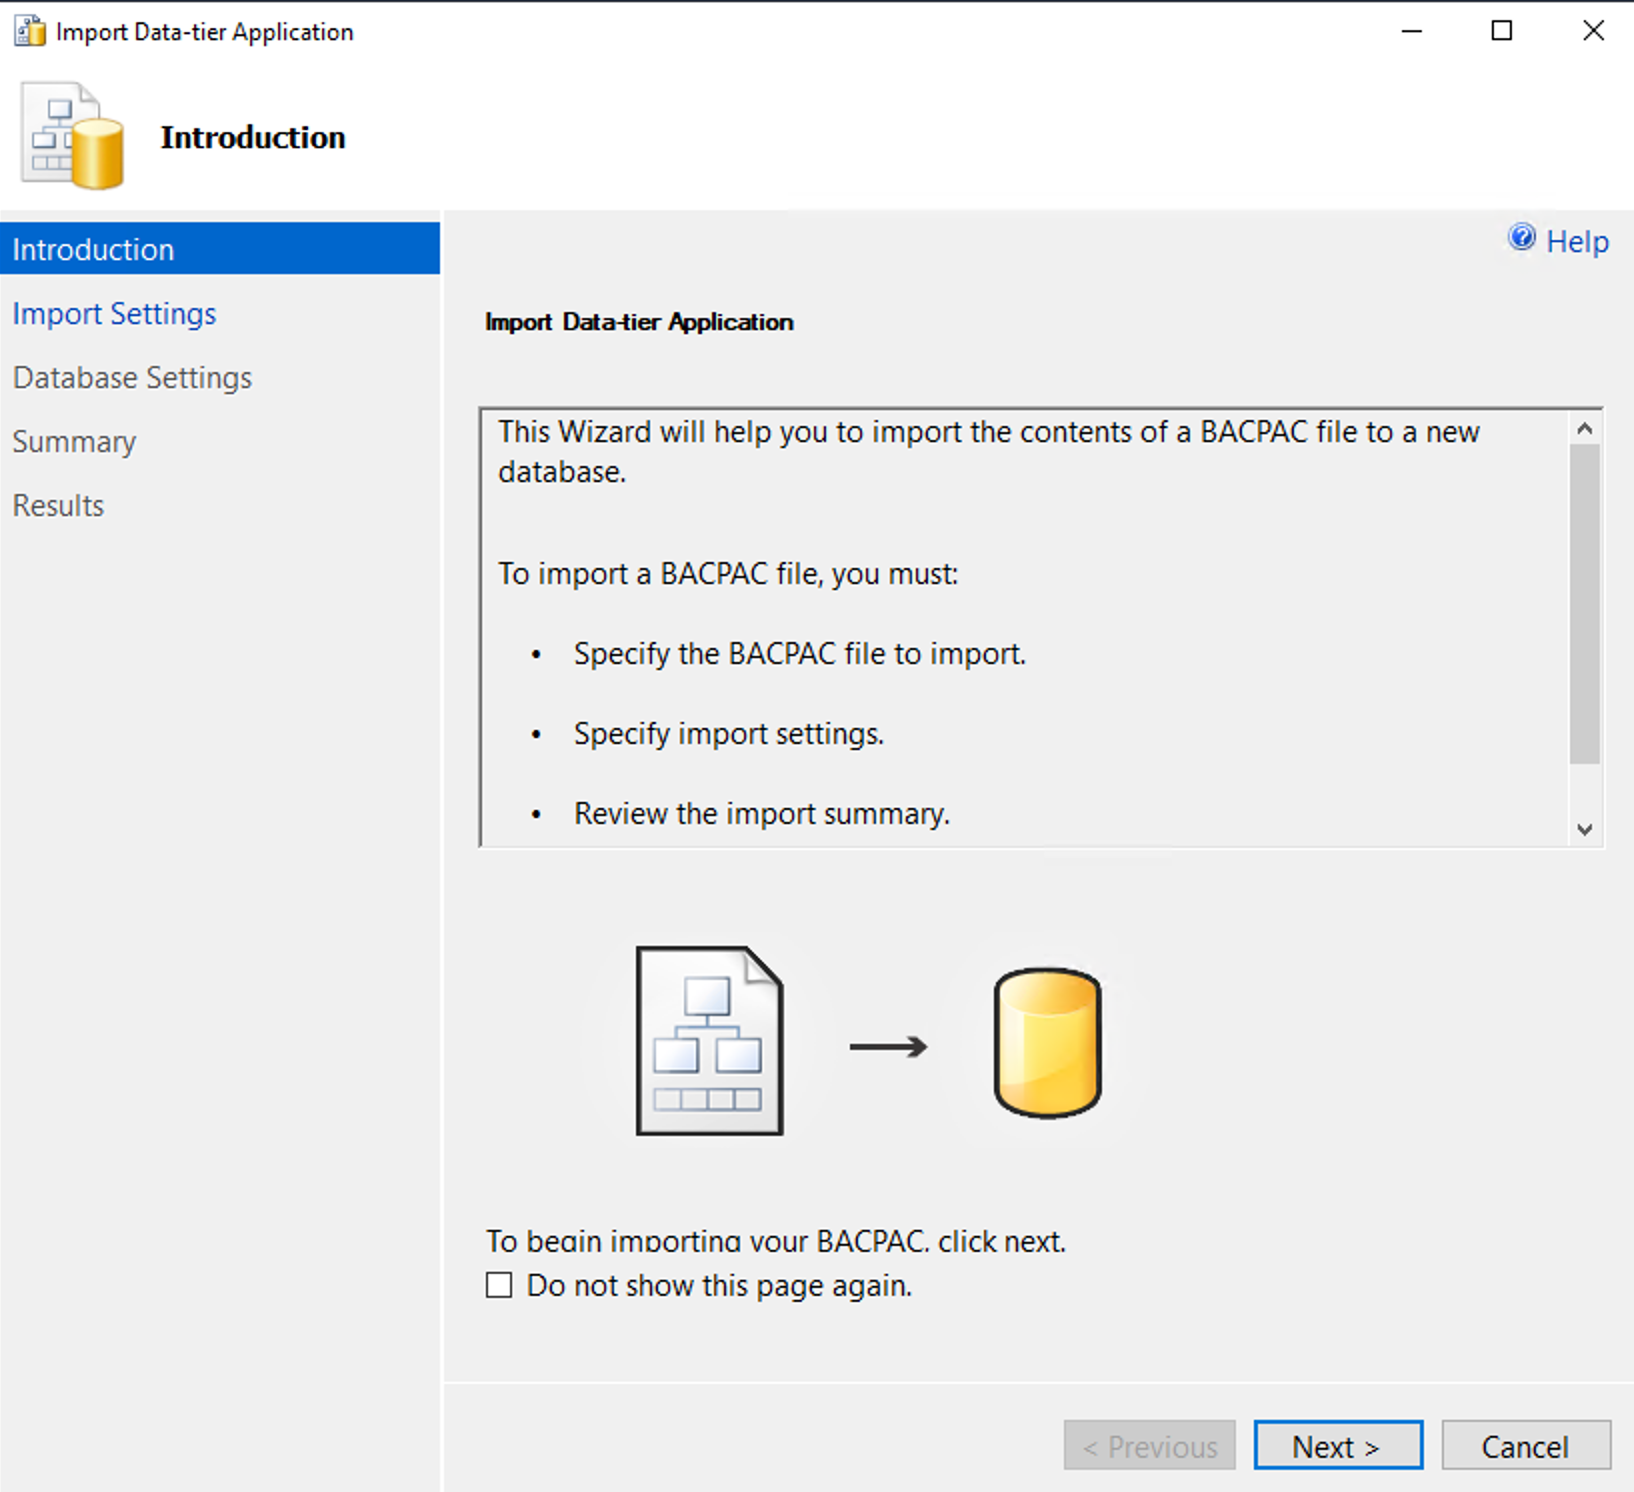 Import Data-tier Application
Introduction
Introduction
Import Settings
Database Settings
Summary
Results
Help
Import Data-tier Application
This Wizard will help you to import the contents of a BACPAC file to a new
database.
To import a BACPAC file, you must:
• Specify the BACPAC file to import.
• Specify import settings.
• Review the import summary.
To begin importing your BACPAC, click next.
Do not show this page again.
< Previous
Next >
Cancel